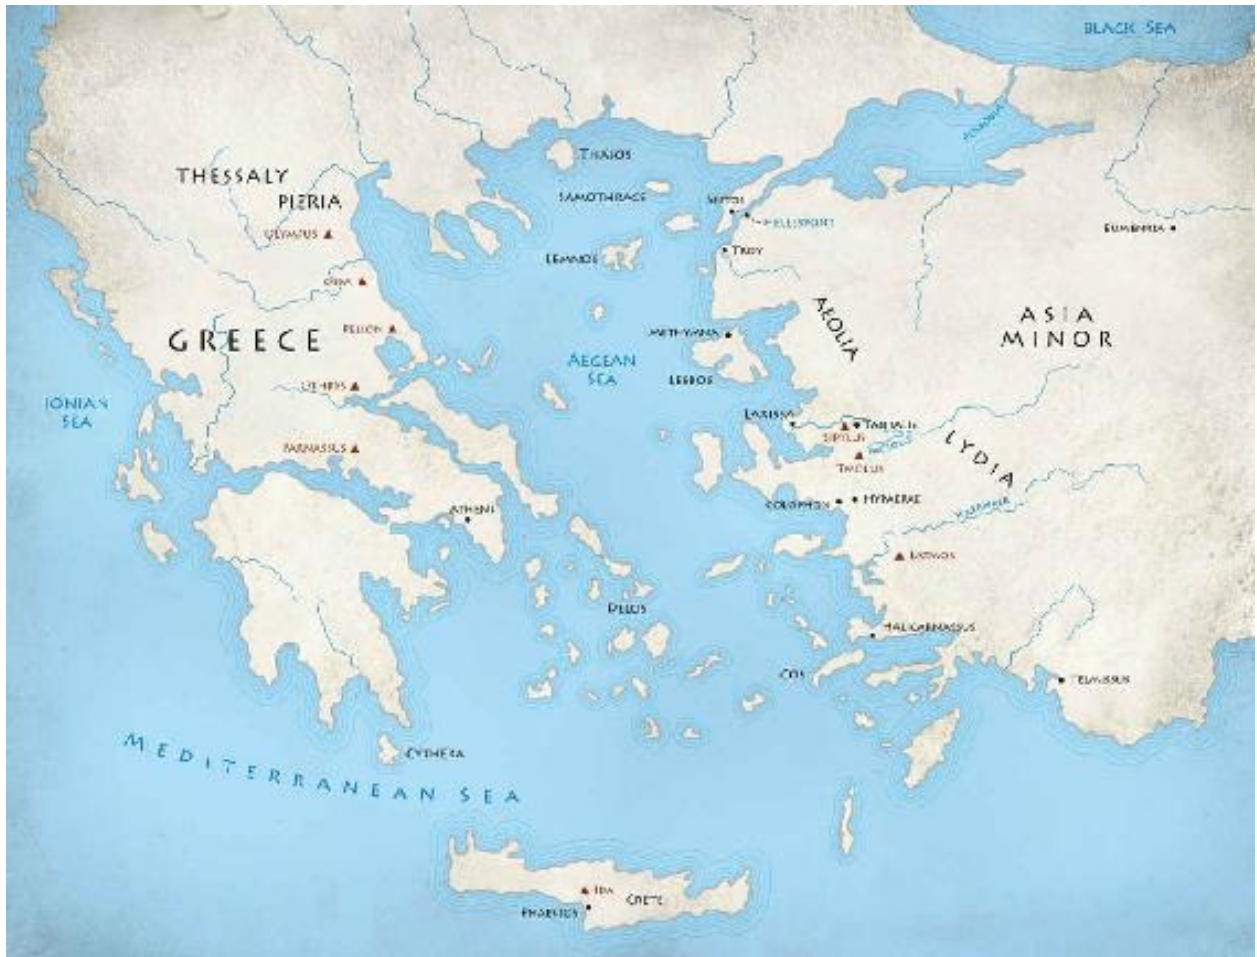 BLACK SEA
THASOS
THESSALY
PIERIA
SAMOTHRACE
SESTOS
HELLESPONT
OLYMPUS
EUMENRIA
TROY
LEMNOS
OSSA
AEOLIA
ASIA
MINOR
PELION
GREECE
METHYMNA
AEGEAN
SEA
LESBOS
OTHRYS
IONIAN
SEA
LARISSA
SIPYLUS
LYDIA
PARNASSUS
TMOLUS
COLOPHON
HYPAEPAE
ATHENS
LATMOS
DELOS
HALICARNASSUS
COS
TELMISSUS
CYTHERA
MEDITERRANEAN SEA
IDA
CRETE
PHAESTOS